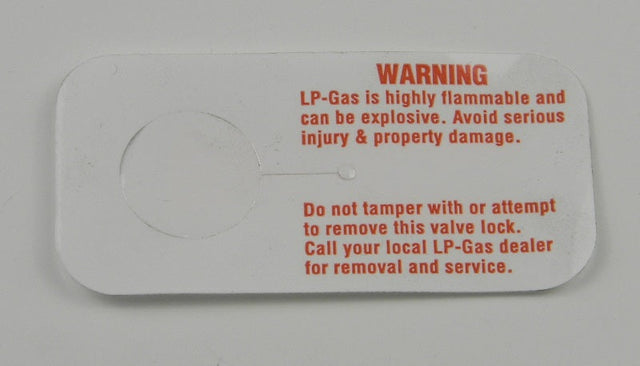 WARNING
LP-Gas is highly flammable and
can be explosive. Avoid serious
injury & property damage.
Do not tamper with or attempt
to remove this valve lock.
Call your local LP-Gas dealer
for removal and service.